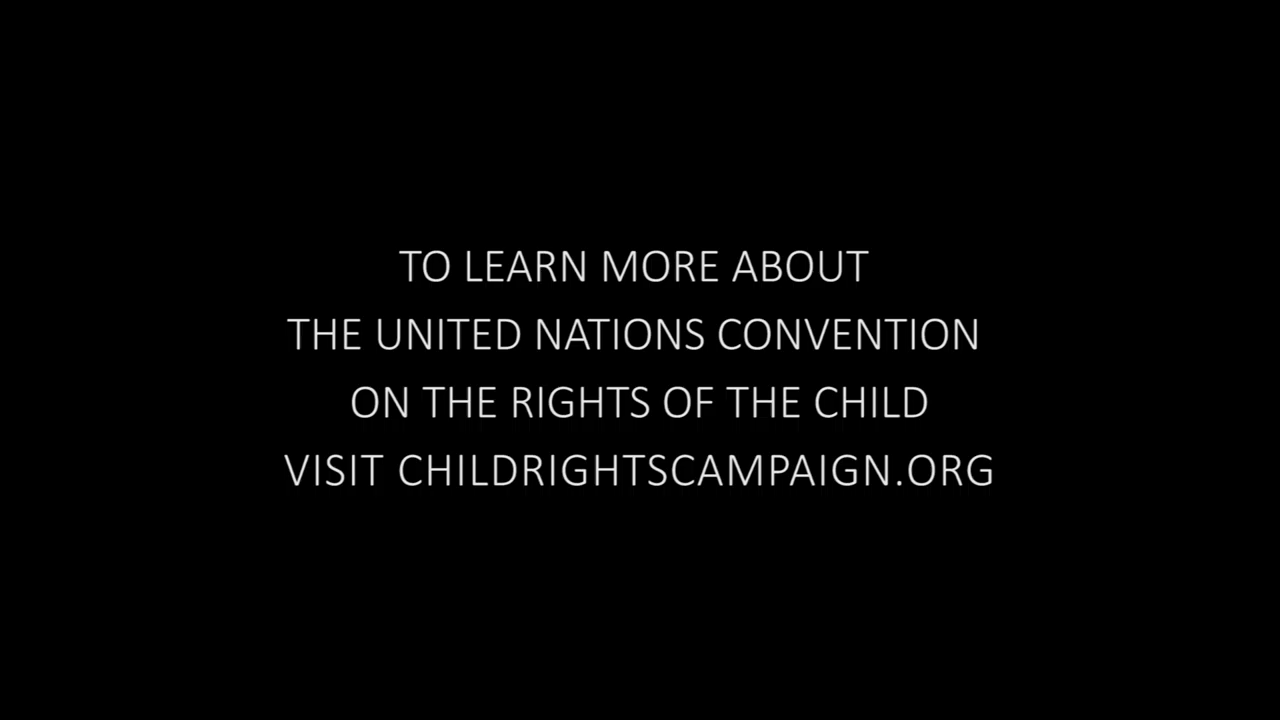 TO LEARN MORE ABOUT
THE UNITED NATIONS CONVENTION
ON THE RIGHTS OF THE CHILD
VISIT CHILDRIGHTSCAMPAIGN.ORG